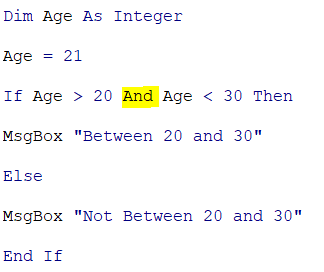 Dim Age As Integer
Age = 21
If Age > 20 And Age < 30 Then
MsgBox "Between 20 and 30"
Else
MsgBox "Not Between 20 and 30"
End If